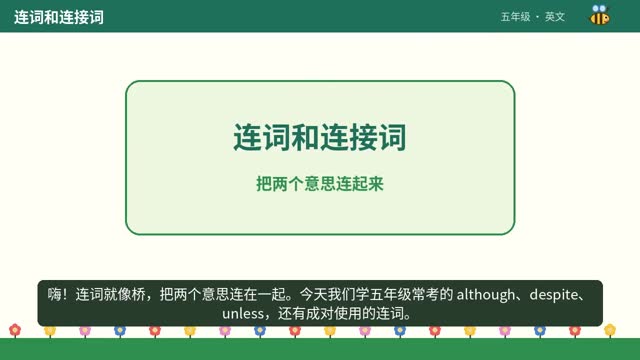 连词和连接词
五年级 · 英文
连词和连接词
把两个意思连起来
嗨！连词就像桥，把两个意思连在一起。今天我们学五年级常考的 although、despite、
unless，还有成对使用的连词。